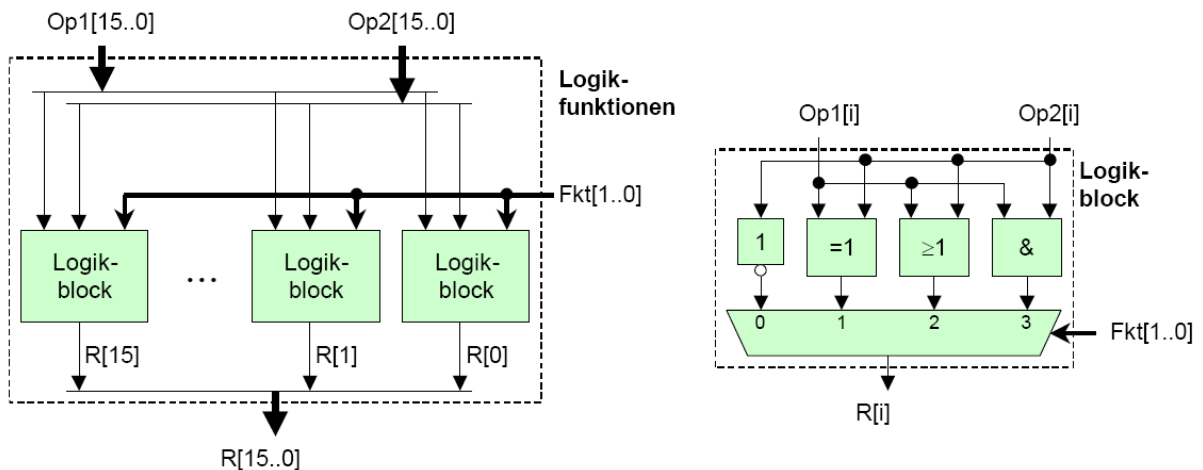 Op1[15..0]
Op2[15..0]
Logik-
funktionen
Fkt[1..0]
Logik-
block
...
Logik-
block
Logik-
block
R[15]
R[1]
R[0]
R[15..0]
Op1[i]
Op2[i]
Logik-
block
1
=1
≥1
&
0
1
2
3
Fkt[1..0]
R[i]